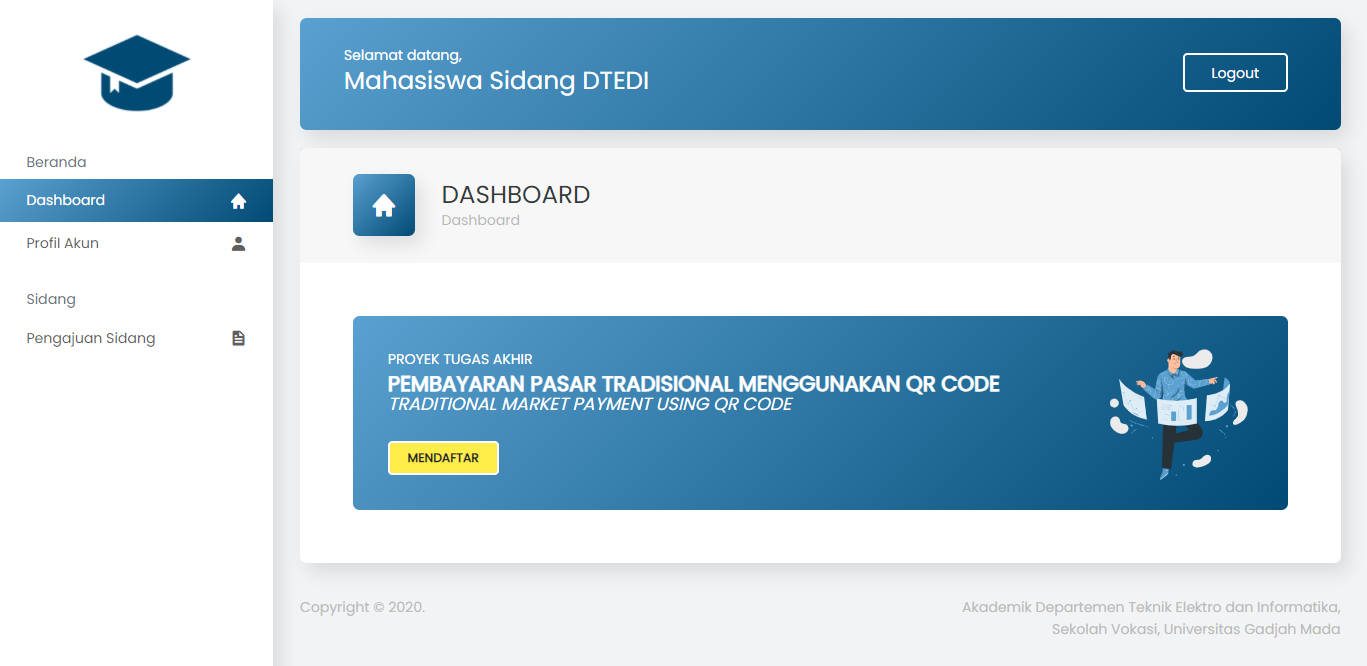 Selamat datang,
Mahasiswa Sidang DTEDI
Logout
Beranda
Dashboard
Profil Akun
Sidang
Pengajuan Sidang
DASHBOARD
Dashboard
PROYEK TUGAS AKHIR
PEMBAYARAN PASAR TRADISIONAL MENGGUNAKAN QR CODE
TRADITIONAL MARKET PAYMENT USING QR CODE
MENDAFTAR
Copyright © 2020.
Akademik Departemen Teknik Elektro dan Informatika,
Sekolah Vokasi, Universitas Gadjah Mada